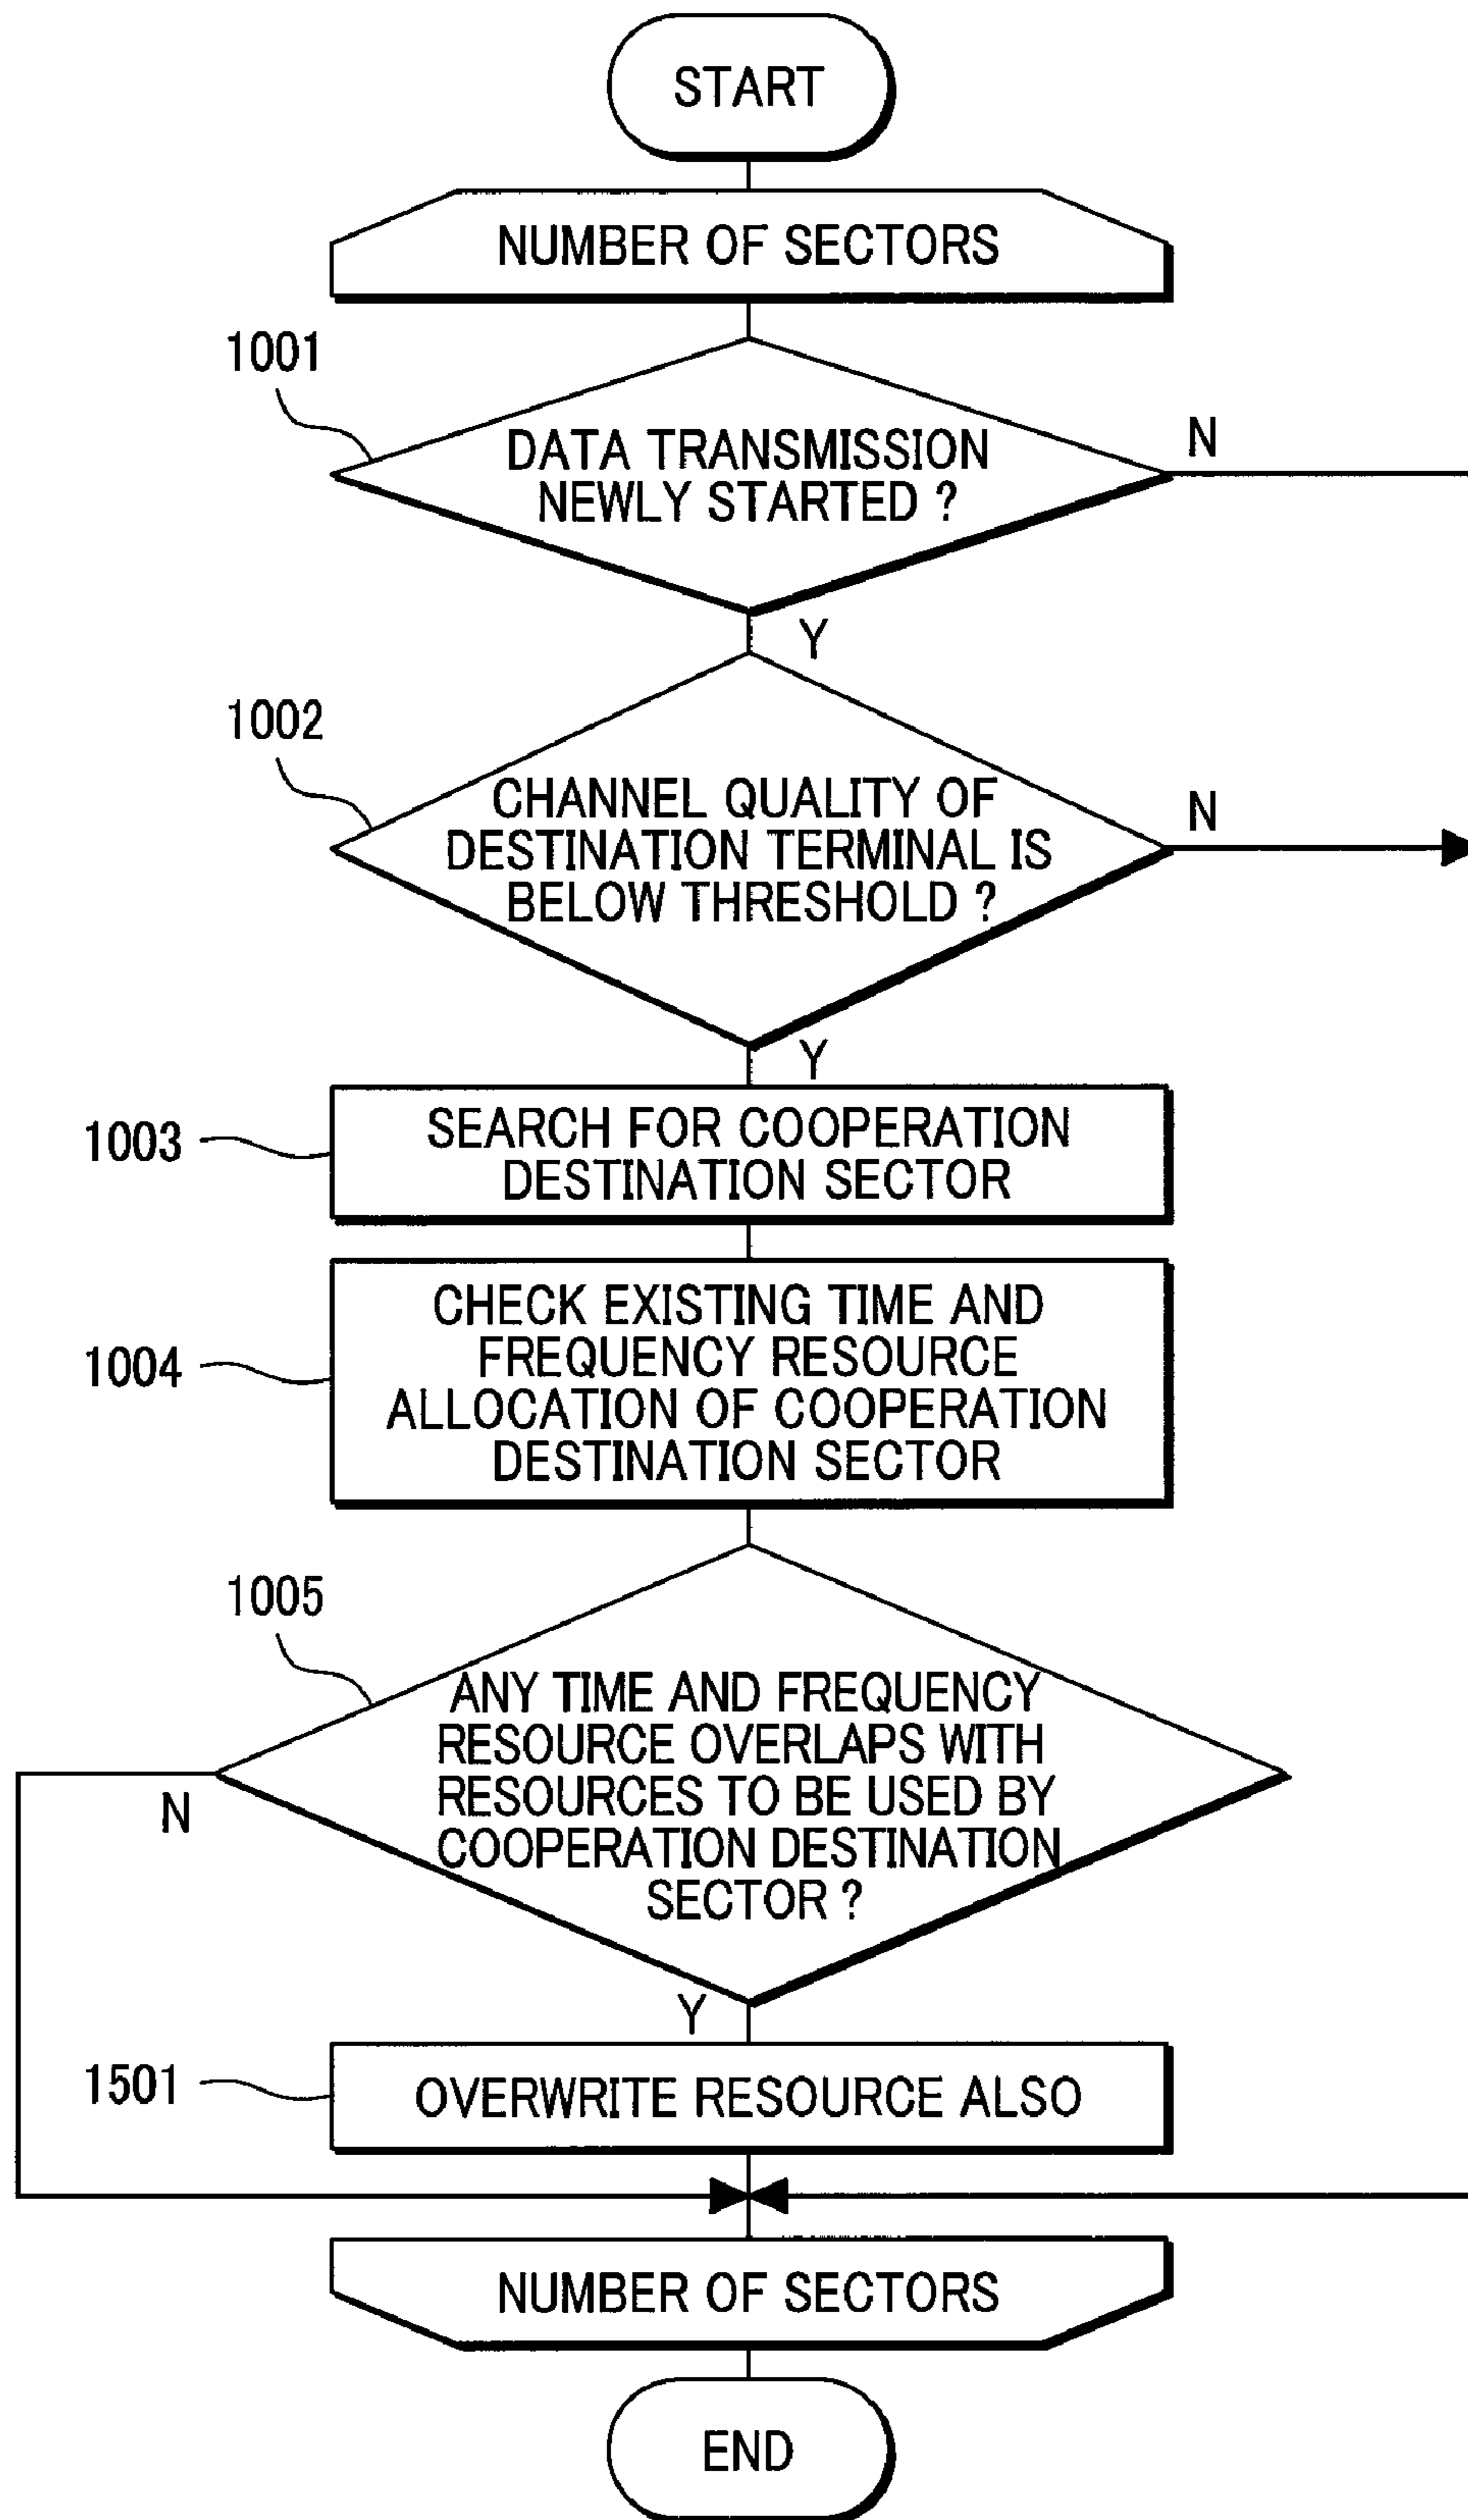 START
NUMBER OF SECTORS
1001
DATA TRANSMISSION
NEWLY STARTED ?
N
Y
1002
CHANNEL QUALITY OF
DESTINATION TERMINAL IS
BELOW THRESHOLD ?
N
Y
1003
SEARCH FOR COOPERATION
DESTINATION SECTOR
1004
CHECK EXISTING TIME AND
FREQUENCY RESOURCE
ALLOCATION OF COOPERATION
DESTINATION SECTOR
1005
ANY TIME AND FREQUENCY
RESOURCE OVERLAPS WITH
RESOURCES TO BE USED BY
COOPERATION DESTINATION
SECTOR ?
N
Y
1501
OVERWRITE RESOURCE ALSO
NUMBER OF SECTORS
END